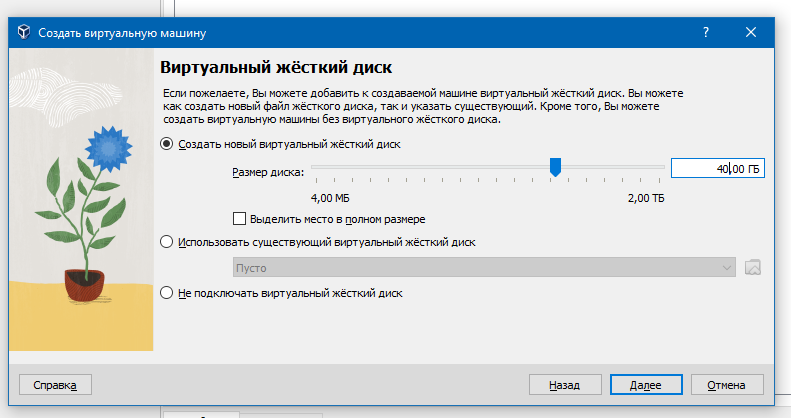 Создать виртуальную машину
?
Виртуальный жёсткий диск
Если пожелаете, Вы можете добавить к создаваемой машине виртуальный жёсткий диск. Вы можете
как создать новый файл жёсткого диска, так и указать существующий. Кроме того, Вы можете
создать виртуальную машины без виртуального жёсткого диска.
Создать новый виртуальный жёсткий диск
Размер диска:
40,00 ГБ
4,00 МБ
2,00 ТБ
Выделить место в полном размере
Использовать существующий виртуальный жёсткий диск
Пусто
Не подключать виртуальный жёсткий диск
Справка
Назад
Далее
Отмена